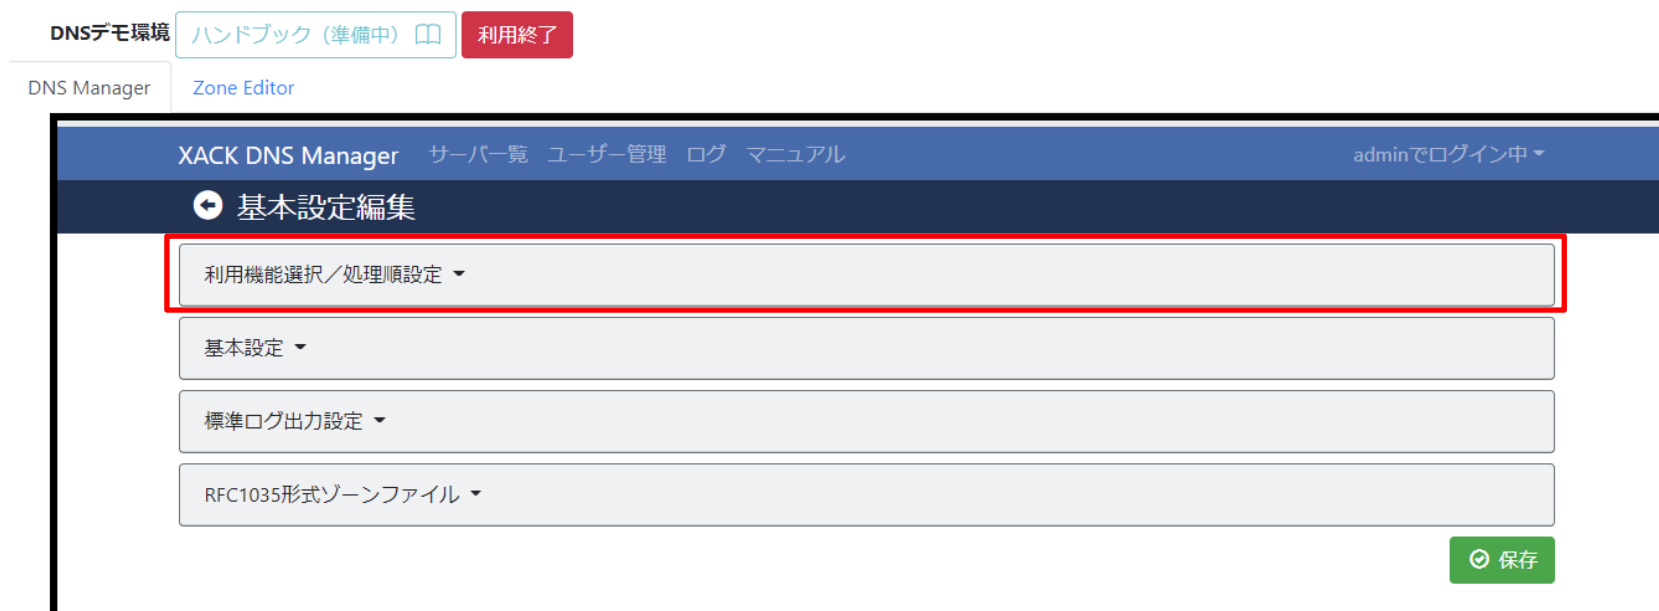 DNSデモ環境 ハンドブック（準備中） 利用終了
DNS Manager Zone Editor
XACK DNS Manager サーバ一覧 ユーザー管理 ログ マニュアル adminでログイン中
基本設定編集
利用機能選択／処理順設定
基本設定
標準ログ出力設定
RFC1035形式ゾーンファイル
保存